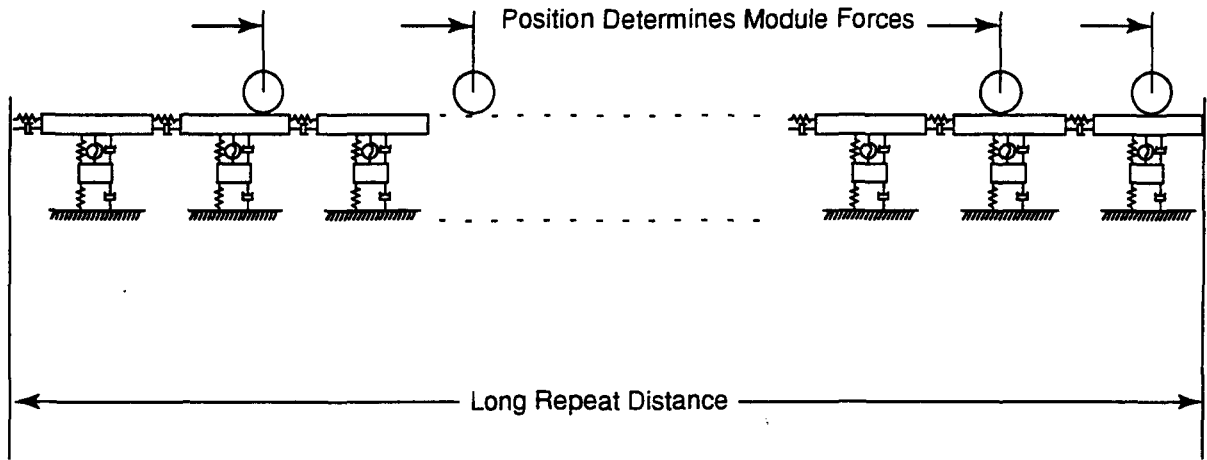 Position Determines Module Forces
Long Repeat Distance